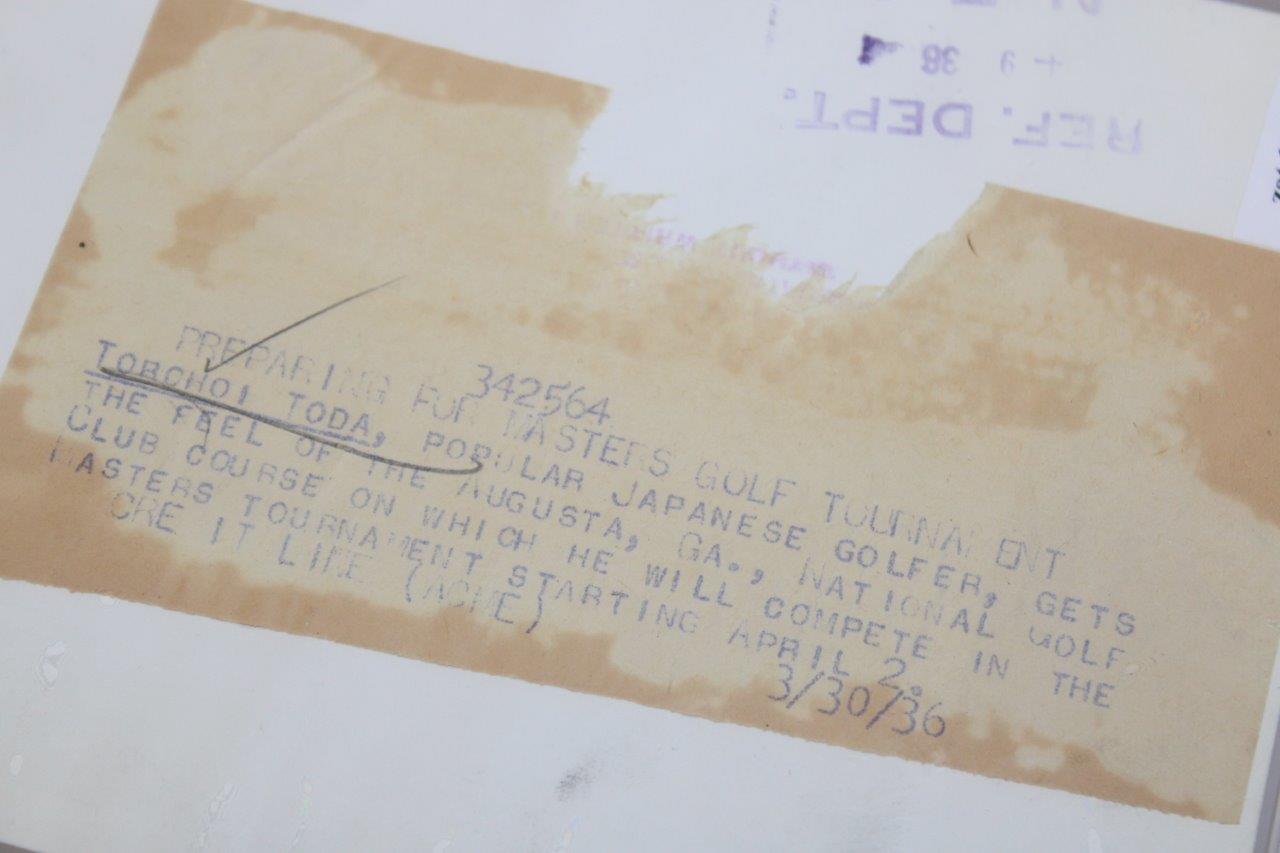 REF. DEPT.
342564
PREPARING FOR MASTERS GOLF TOURNAMENT
TORCHOI TODA, POPULAR JAPANESE GOLFER, GETS
THE FEEL OF THE AUGUSTA, GA., NATIONAL GOLF
CLUB COURSE ON WHICH HE WILL COMPETE IN THE
MASTERS TOURNAMENT STARTING APRIL 2.
CRE IT LINE (ACME) 3/30/36